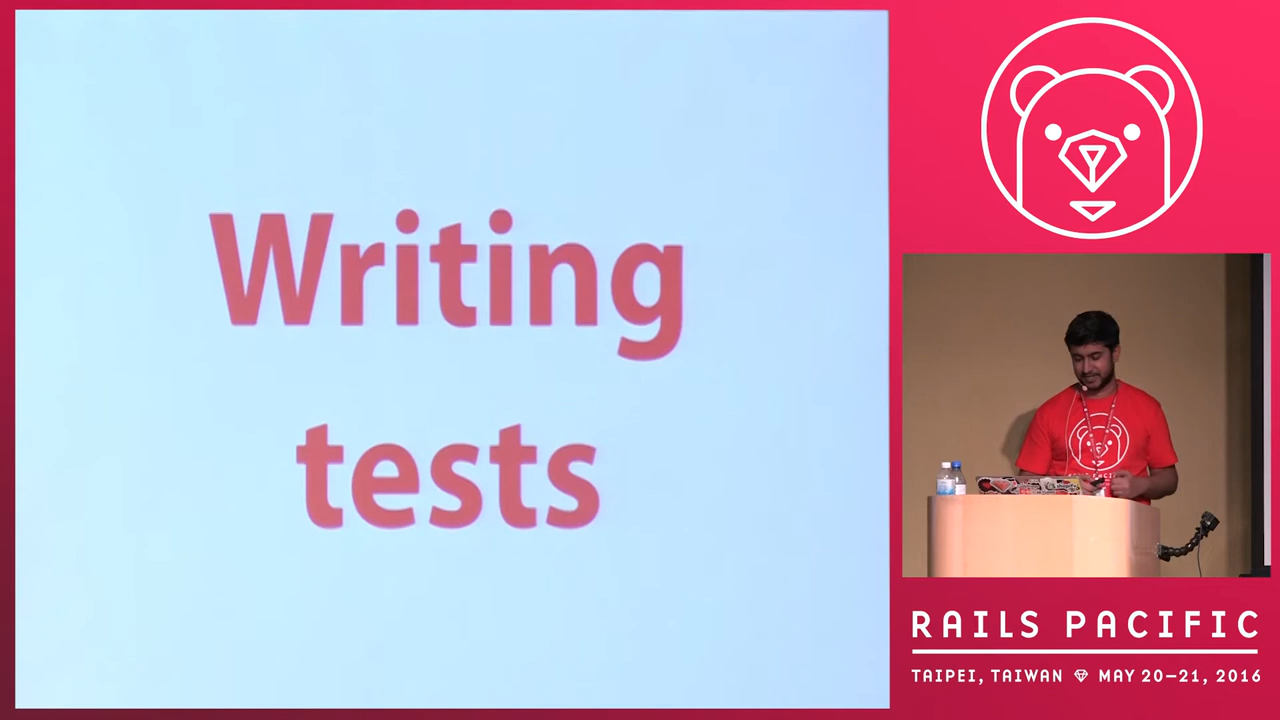 Writing
tests
RAILS PACIFIC
TAIPEI, TAIWAN MAY 20–21, 2016